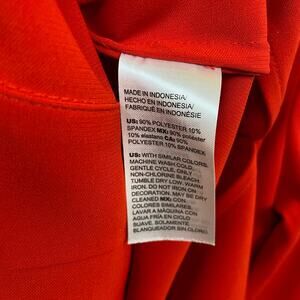 MADE IN INDONESIA/
HECHO EN INDONESIA/
FABRIQUÉ EN INDONÉSIE
US: 90% POLYESTER 10%
SPANDEX MX: 90% poliéster
10% elastano CA: 90%
POLYESTER 10% SPANDEX
US: WITH SIMILAR COLORS.
MACHINE WASH COLD.
GENTLE CYCLE. ONLY
NON-CHLORINE BLEACH.
TUMBLE DRY LOW. WARM
IRON. DO NOT IRON ON
DECORATION. MAY BE DRY
CLEANED MX: CON
COLORES SIMILARES.
LAVAR A MÁQUINA CON
AGUA FRÍA EN CICLO
SUAVE. SOLAMENTE
BLANQUEADOR SIN CLORO.